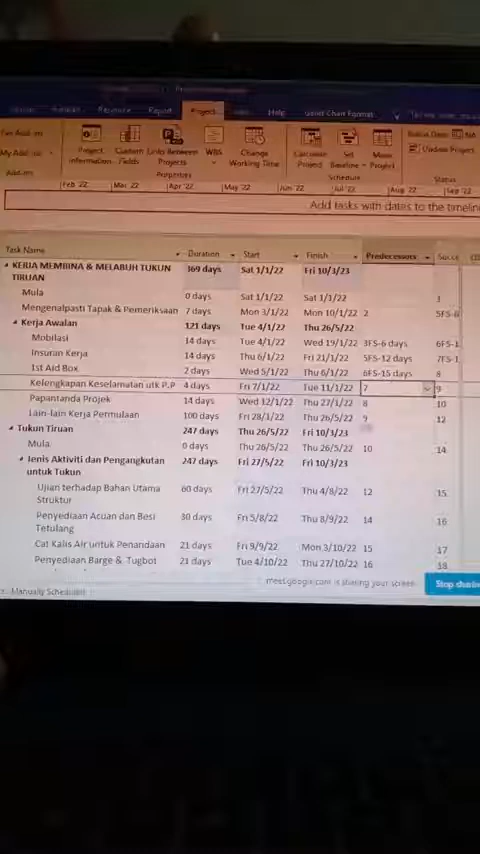 Report Project Help Gantt Chart Format
Project Information
Custom Fields
Links Between Projects
WBS
Change Working Time
Calculate Project
Set Baseline
Move Project
Status Date:
Update Project
Properties
Schedule
Status
Feb '22 Mar '22 Apr '22 May '22 Jun '22 Jul '22 Aug '22 Sep '22
Add tasks with dates to the timeline
Task Name Duration Start Finish Predecessors
KERJA MEMBINA & MELABUH TUKUN TIRUAN 369 days Sat 1/1/22 Fri 10/3/23
Mula 0 days Sat 1/1/22 Sat 1/1/22 3
Mengenalpasti Tapak & Pemeriksaan 7 days Mon 3/1/22 Mon 10/1/22 2
Kerja Awalan 121 days Tue 4/1/22 Thu 26/5/22
Mobilasi 14 days Tue 4/1/22 Wed 19/1/22 3FS-6 days
Insuran Kerja 14 days Thu 6/1/22 Fri 21/1/22 5FS-12 days
1st Aid Box 2 days Wed 5/1/22 Thu 6/1/22 6FS-15 days 8
Kelengkapan Keselamatan utk P.P 4 days Fri 7/1/22 Tue 11/1/22 7 9
Papantanda Projek 14 days Wed 12/1/22 Thu 27/1/22 8 10
Lain-lain Kerja Permulaan 100 days Fri 28/1/22 Thu 26/5/22 9 12
Tukun Tiruan 247 days Thu 26/5/22 Fri 10/3/23
Mula 0 days Thu 26/5/22 Thu 26/5/22 10 14
Jenis Aktiviti dan Pengangkutan untuk Tukun 247 days Fri 27/5/22 Fri 10/3/23
Ujian terhadap Bahan Utama Struktur 60 days Fri 27/5/22 Thu 4/8/22 12 15
Penyediaan Acuan dan Besi Tetulang 30 days Fri 5/8/22 Thu 8/9/22 14 16
Cat Kalis Air untuk Penandaan 21 days Fri 9/9/22 Mon 3/10/22 15 17
Penyediaan Barge & Tugbot 21 days Tue 4/10/22 Thu 27/10/22 16 18
meet.google.com is sharing your screen.
Stop sharing
Manually Scheduled